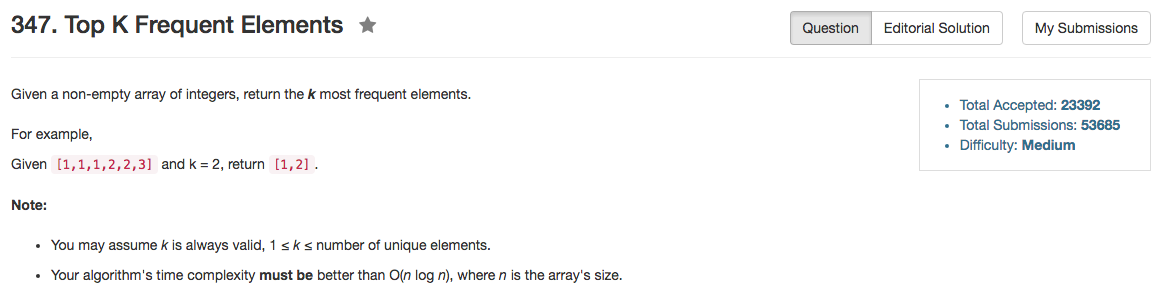 347. Top K Frequent Elements ★
Question
Editorial Solution
My Submissions
Given a non-empty array of integers, return the k most frequent elements.
For example,
Given [1,1,1,2,2,3] and k = 2, return [1,2].
Note:
• You may assume k is always valid, 1 ≤ k ≤ number of unique elements.
• Your algorithm's time complexity must be better than O(n log n), where n is the array's size.
• Total Accepted: 23392
• Total Submissions: 53685
• Difficulty: Medium